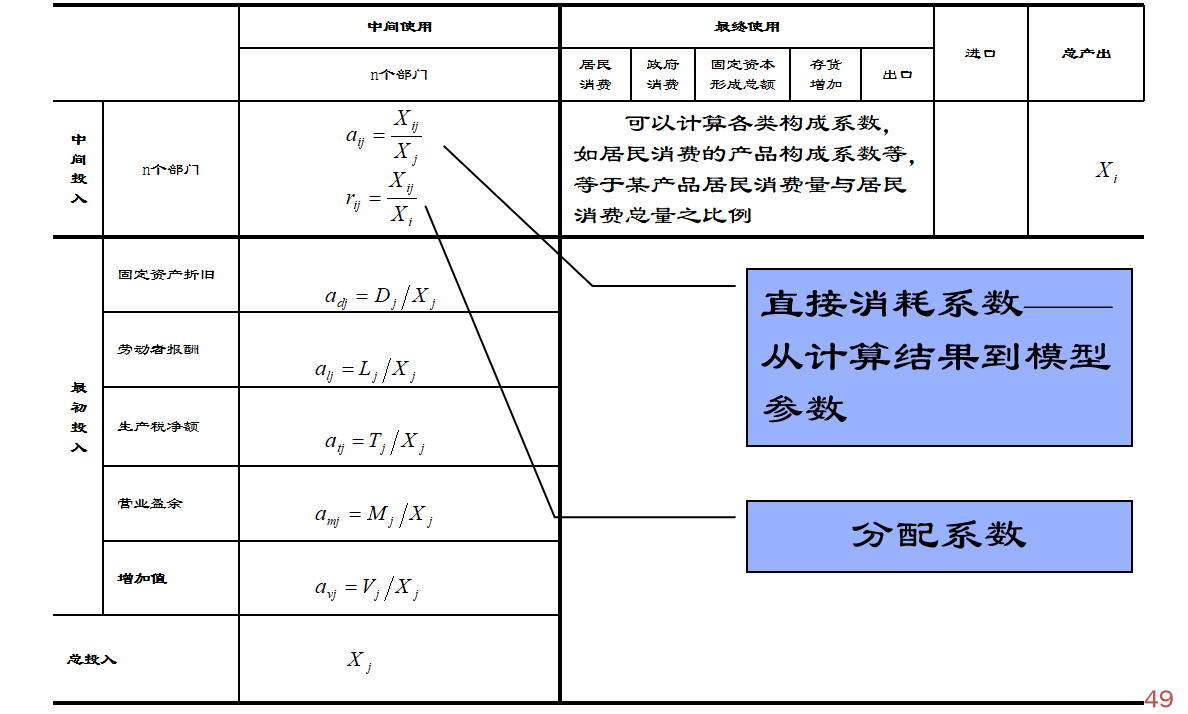 中间使用
最终使用
进口
总产出
n个部门
居民
消费
政府
消费
固定资本
形成总额
存货
增加
出口
中
间
投
入
n个部门
a_{ij} = X_{ij} / X_j
r_{ij} = X_{ij} / X_i
可以计算各类构成系数，
如居民消费的产品构成系数等，
等于某产品居民消费量与居民
消费总量之比例
X_i
最
初
投
入
固定资产折旧
a_{dj} = D_j / X_j
劳动者报酬
a_{lj} = L_j / X_j
生产税净额
a_{tj} = T_j / X_j
营业盈余
a_{mj} = M_j / X_j
增加值
a_{vj} = V_j / X_j
总投入
X_j
直接消耗系数——
从计算结果到模型
参数
分配系数
49